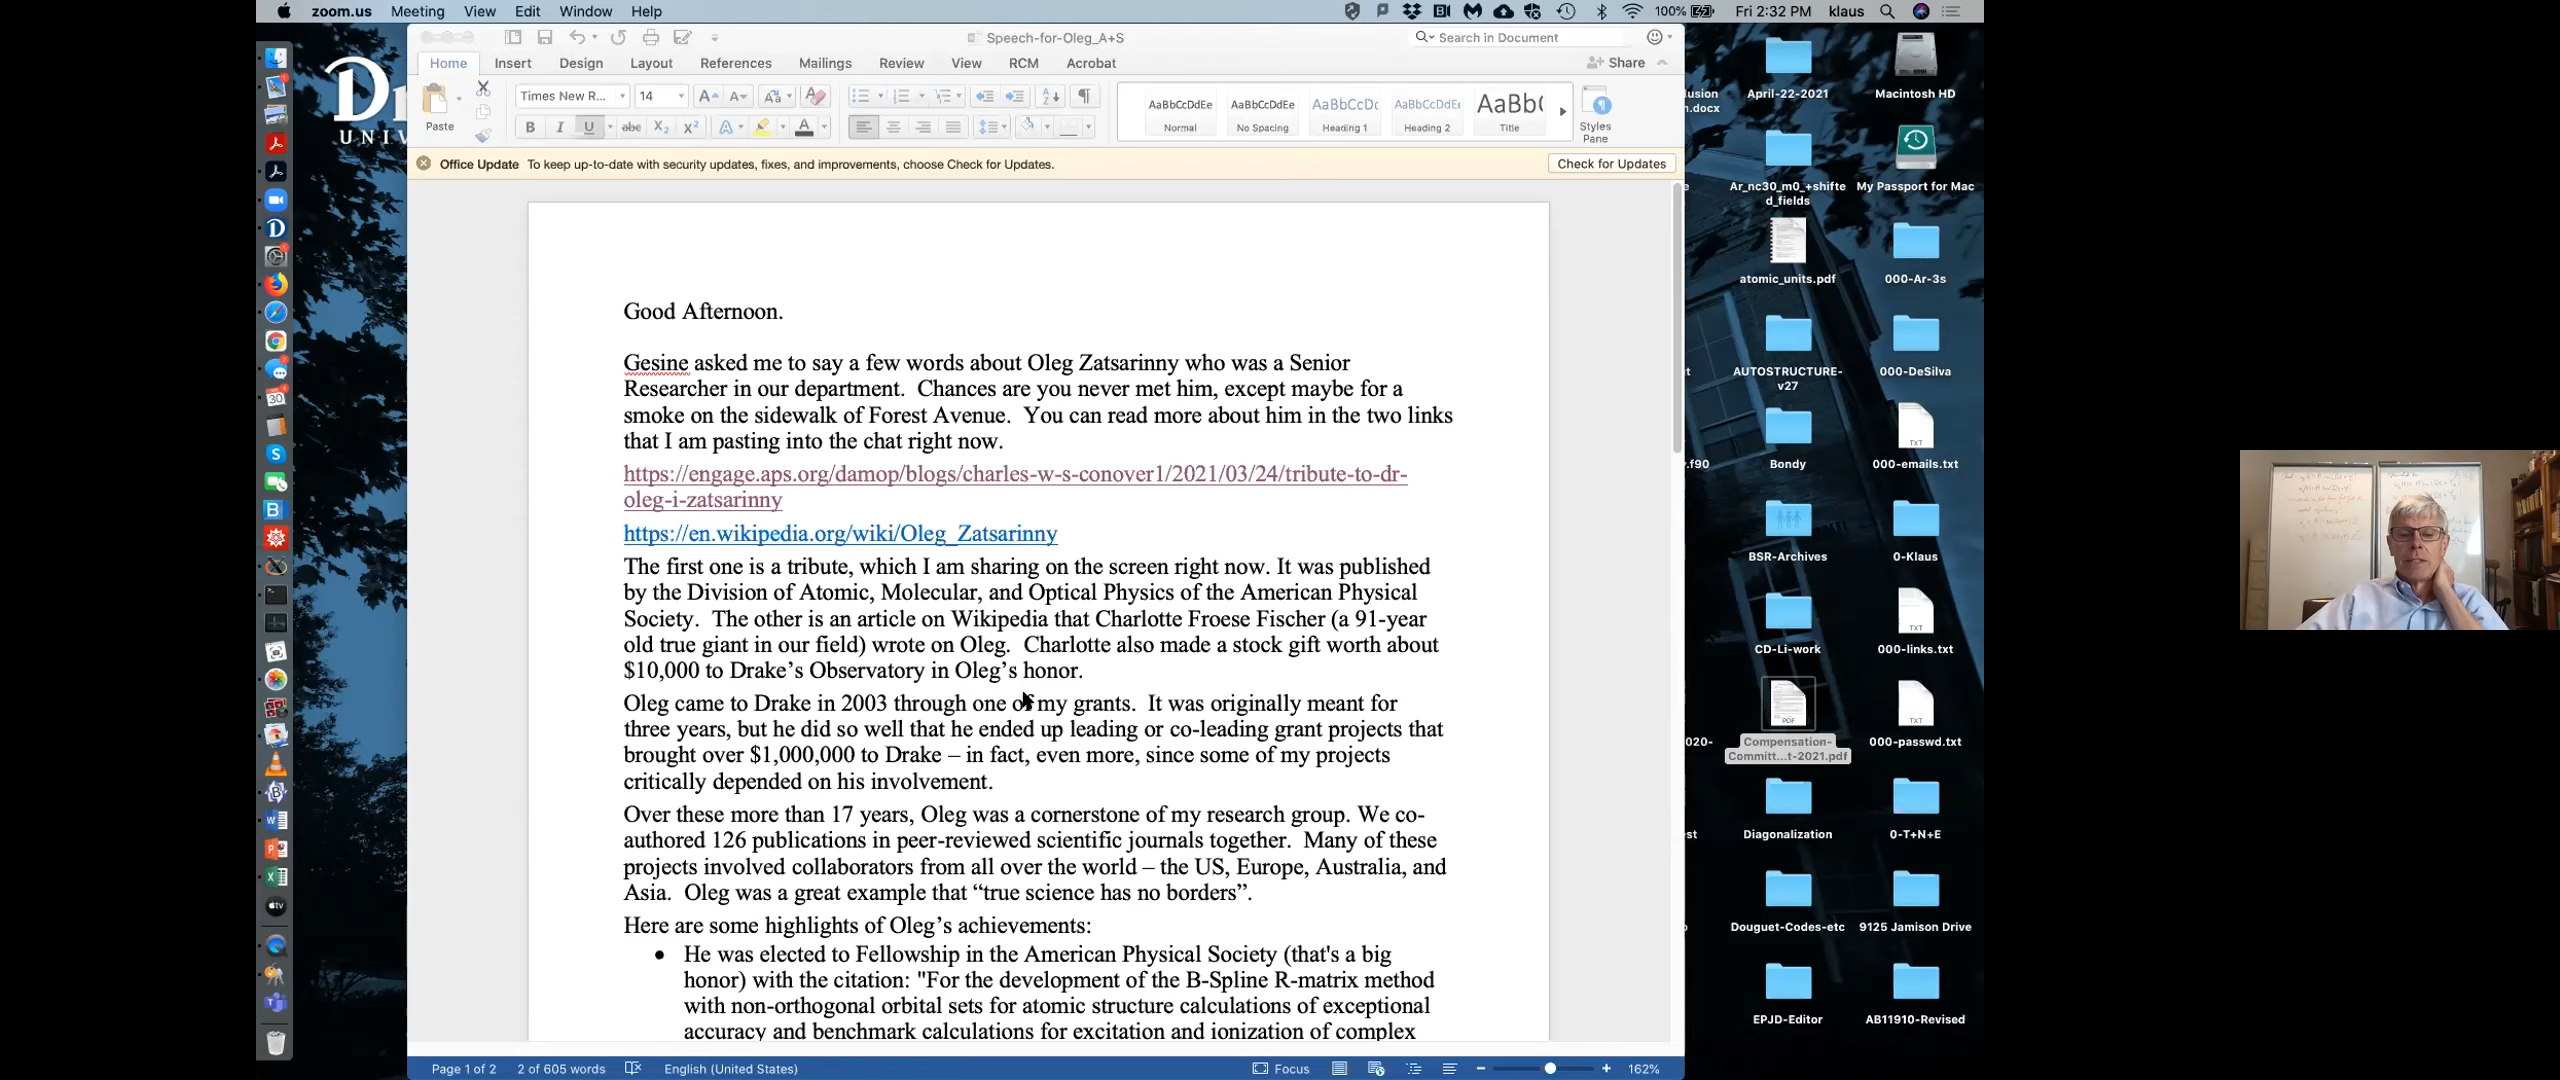 zoom.us Meeting View Edit Window Help
100% Fri 2:32 PM klaus
Speech-for-Oleg_A+S
Search in Document
Home Insert Design Layout References Mailings Review View RCM Acrobat
Share
Paste
Times New R... 14
AaBbCcDdEe AaBbCcDdEe AaBbCcDc AaBbCcDdEe AaBb(
Normal No Spacing Heading 1 Heading 2 Title
Styles
Pane
Office Update To keep up-to-date with security updates, fixes, and improvements, choose Check for Updates.
Check for Updates
Good Afternoon.
Gesine asked me to say a few words about Oleg Zatsarinny who was a Senior
Researcher in our department.  Chances are you never met him, except maybe for a
smoke on the sidewalk of Forest Avenue.  You can read more about him in the two links
that I am pasting into the chat right now.
https://engage.aps.org/damop/blogs/charles-w-s-conover1/2021/03/24/tribute-to-dr-
oleg-i-zatsarinny
https://en.wikipedia.org/wiki/Oleg_Zatsarinny
The first one is a tribute, which I am sharing on the screen right now. It was published
by the Division of Atomic, Molecular, and Optical Physics of the American Physical
Society.  The other is an article on Wikipedia that Charlotte Froese Fischer (a 91-year
old true giant in our field) wrote on Oleg.  Charlotte also made a stock gift worth about
$10,000 to Drake’s Observatory in Oleg’s honor.
Oleg came to Drake in 2003 through one of my grants.  It was originally meant for
three years, but he did so well that he ended up leading or co-leading grant projects that
brought over $1,000,000 to Drake – in fact, even more, since some of my projects
critically depended on his involvement.
Over these more than 17 years, Oleg was a cornerstone of my research group. We co-
authored 126 publications in peer-reviewed scientific journals together.  Many of these
projects involved collaborators from all over the world – the US, Europe, Australia, and
Asia.  Oleg was a great example that “true science has no borders”.
Here are some highlights of Oleg’s achievements:
• He was elected to Fellowship in the American Physical Society (that's a big
honor) with the citation: "For the development of the B-Spline R-matrix method
with non-orthogonal orbital sets for atomic structure calculations of exceptional
accuracy and benchmark calculations for excitation and ionization of complex
Page 1 of 2 2 of 605 words English (United States) Focus 162%
Dr
UNIV
lusion
n.docx
April-22-2021
Macintosh HD
Ar_nc30_m0_+shifte
d_fields
My Passport for Mac
atomic_units.pdf
000-Ar-3s
AUTOSTRUCTURE-
v27
000-DeSilva
y.f90
Bondy
000-emails.txt
BSR-Archives
0-Klaus
CD-Li-work
000-links.txt
2020-
Compensation-
Committ...t-2021.pdf
000-passwd.txt
Diagonalization
0-T+N+E
Douguet-Codes-etc
9125 Jamison Drive
EPJD-Editor
AB11910-Revised